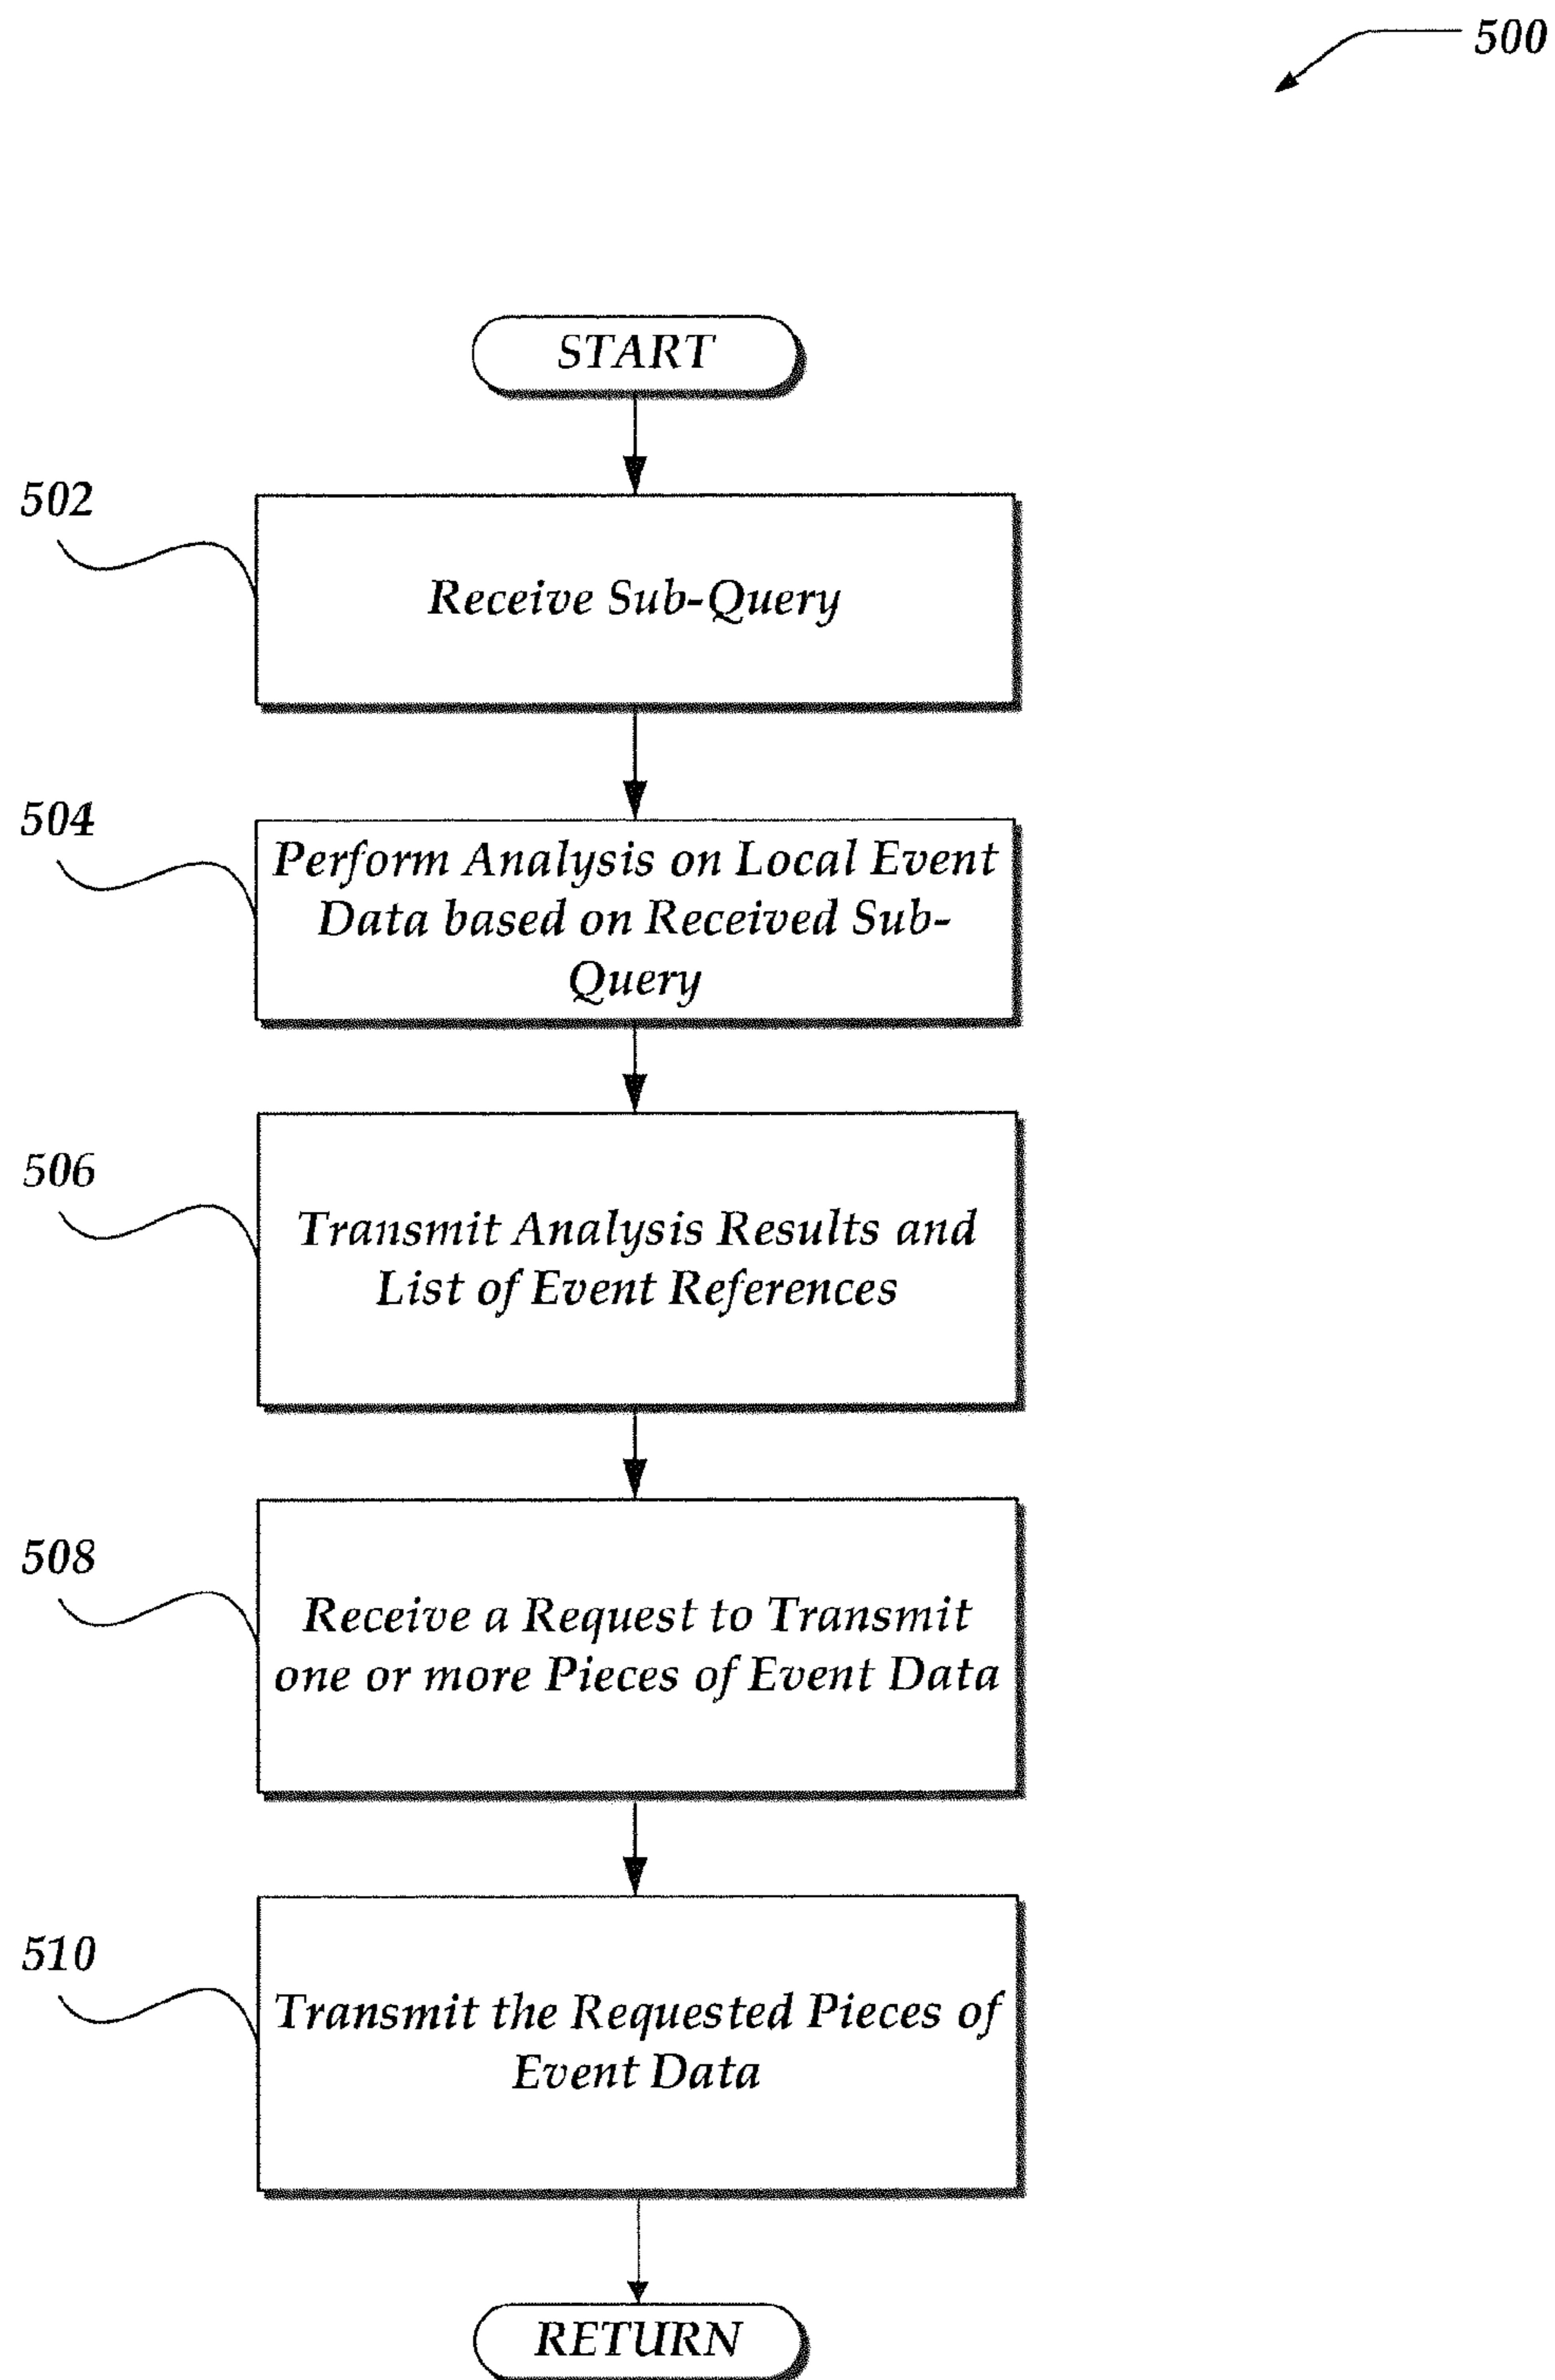 500
START
502
Receive Sub-Query
504
Perform Analysis on Local Event
Data based on Received Sub-
Query
506
Transmit Analysis Results and
List of Event References
508
Receive a Request to Transmit
one or more Pieces of Event Data
510
Transmit the Requested Pieces of
Event Data
RETURN